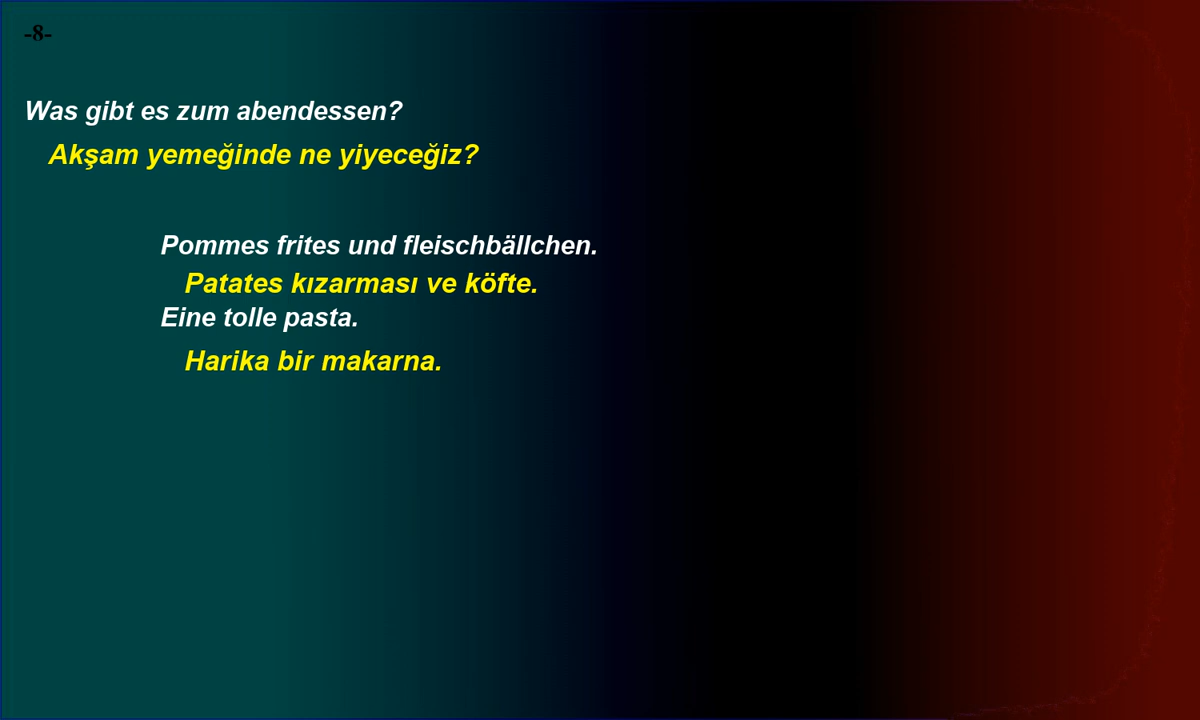 -8-
Was gibt es zum abendessen?
Akşam yemeğinde ne yiyeceğiz?
Pommes frites und fleischbällchen.
Patates kızarması ve köfte.
Eine tolle pasta.
Harika bir makarna.